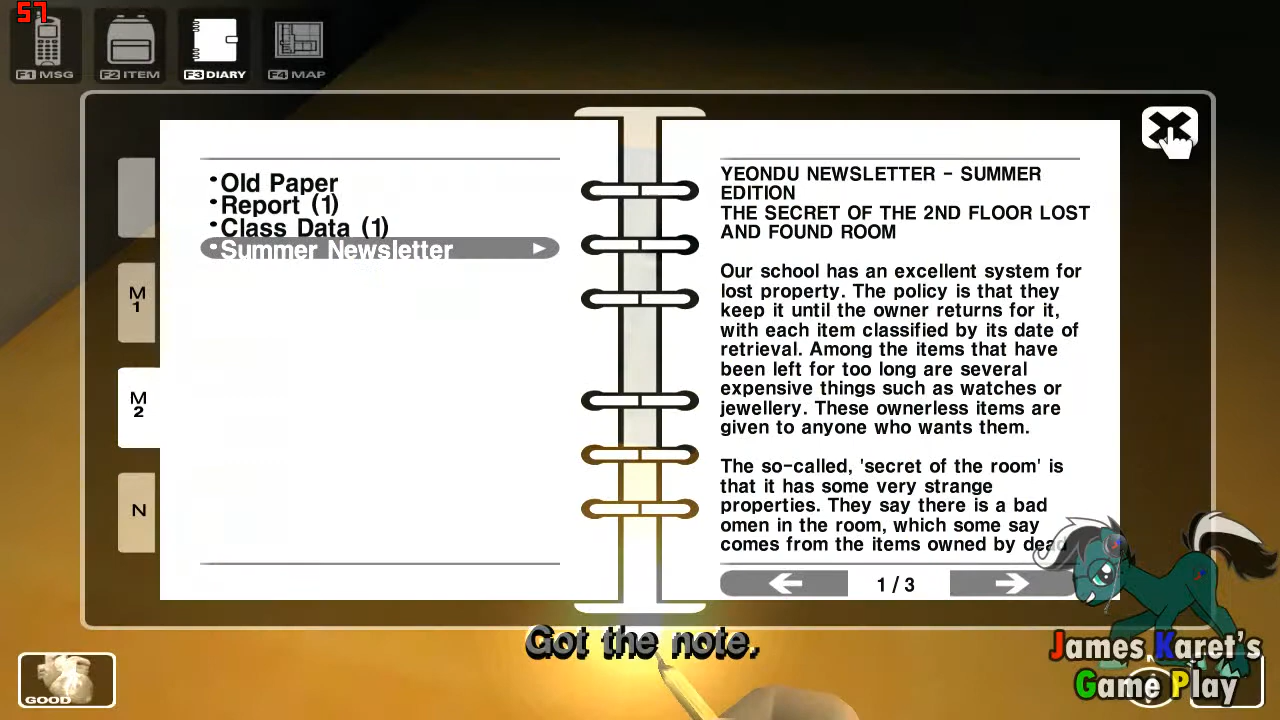 57
F1 MSG
F2 ITEM
F3 DIARY
F4 MAP
M
1
M
2
N
• Old Paper
• Report (1)
• Class Data (1)
• Summer Newsletter
YEONDU NEWSLETTER - SUMMER
EDITION
THE SECRET OF THE 2ND FLOOR LOST
AND FOUND ROOM
Our school has an excellent system for
lost property. The policy is that they
keep it until the owner returns for it,
with each item classified by its date of
retrieval. Among the items that have
been left for too long are several
expensive things such as watches or
jewellery. These ownerless items are
given to anyone who wants them.
The so-called, 'secret of the room' is
that it has some very strange
properties. They say there is a bad
omen in the room, which some say
comes from the items owned by dead
1 / 3
Got the note.
GOOD
James Karet's
Game Play